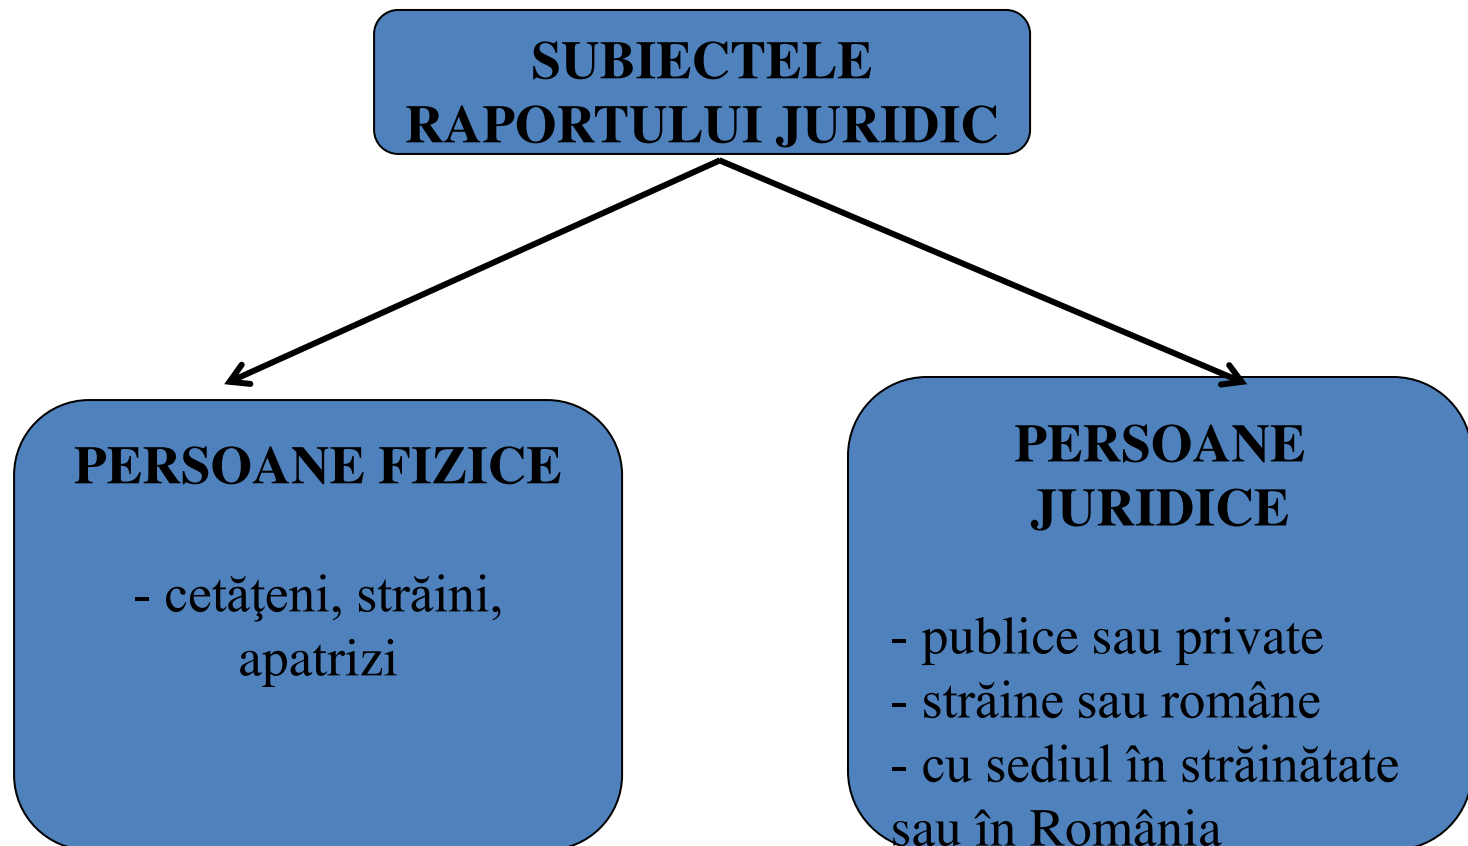 SUBIECTELE
RAPORTULUI JURIDIC
PERSOANE FIZICE
- cetăţeni, străini,
apatrizi
PERSOANE
JURIDICE
- publice sau private
- străine sau române
- cu sediul în străinătate
sau în România